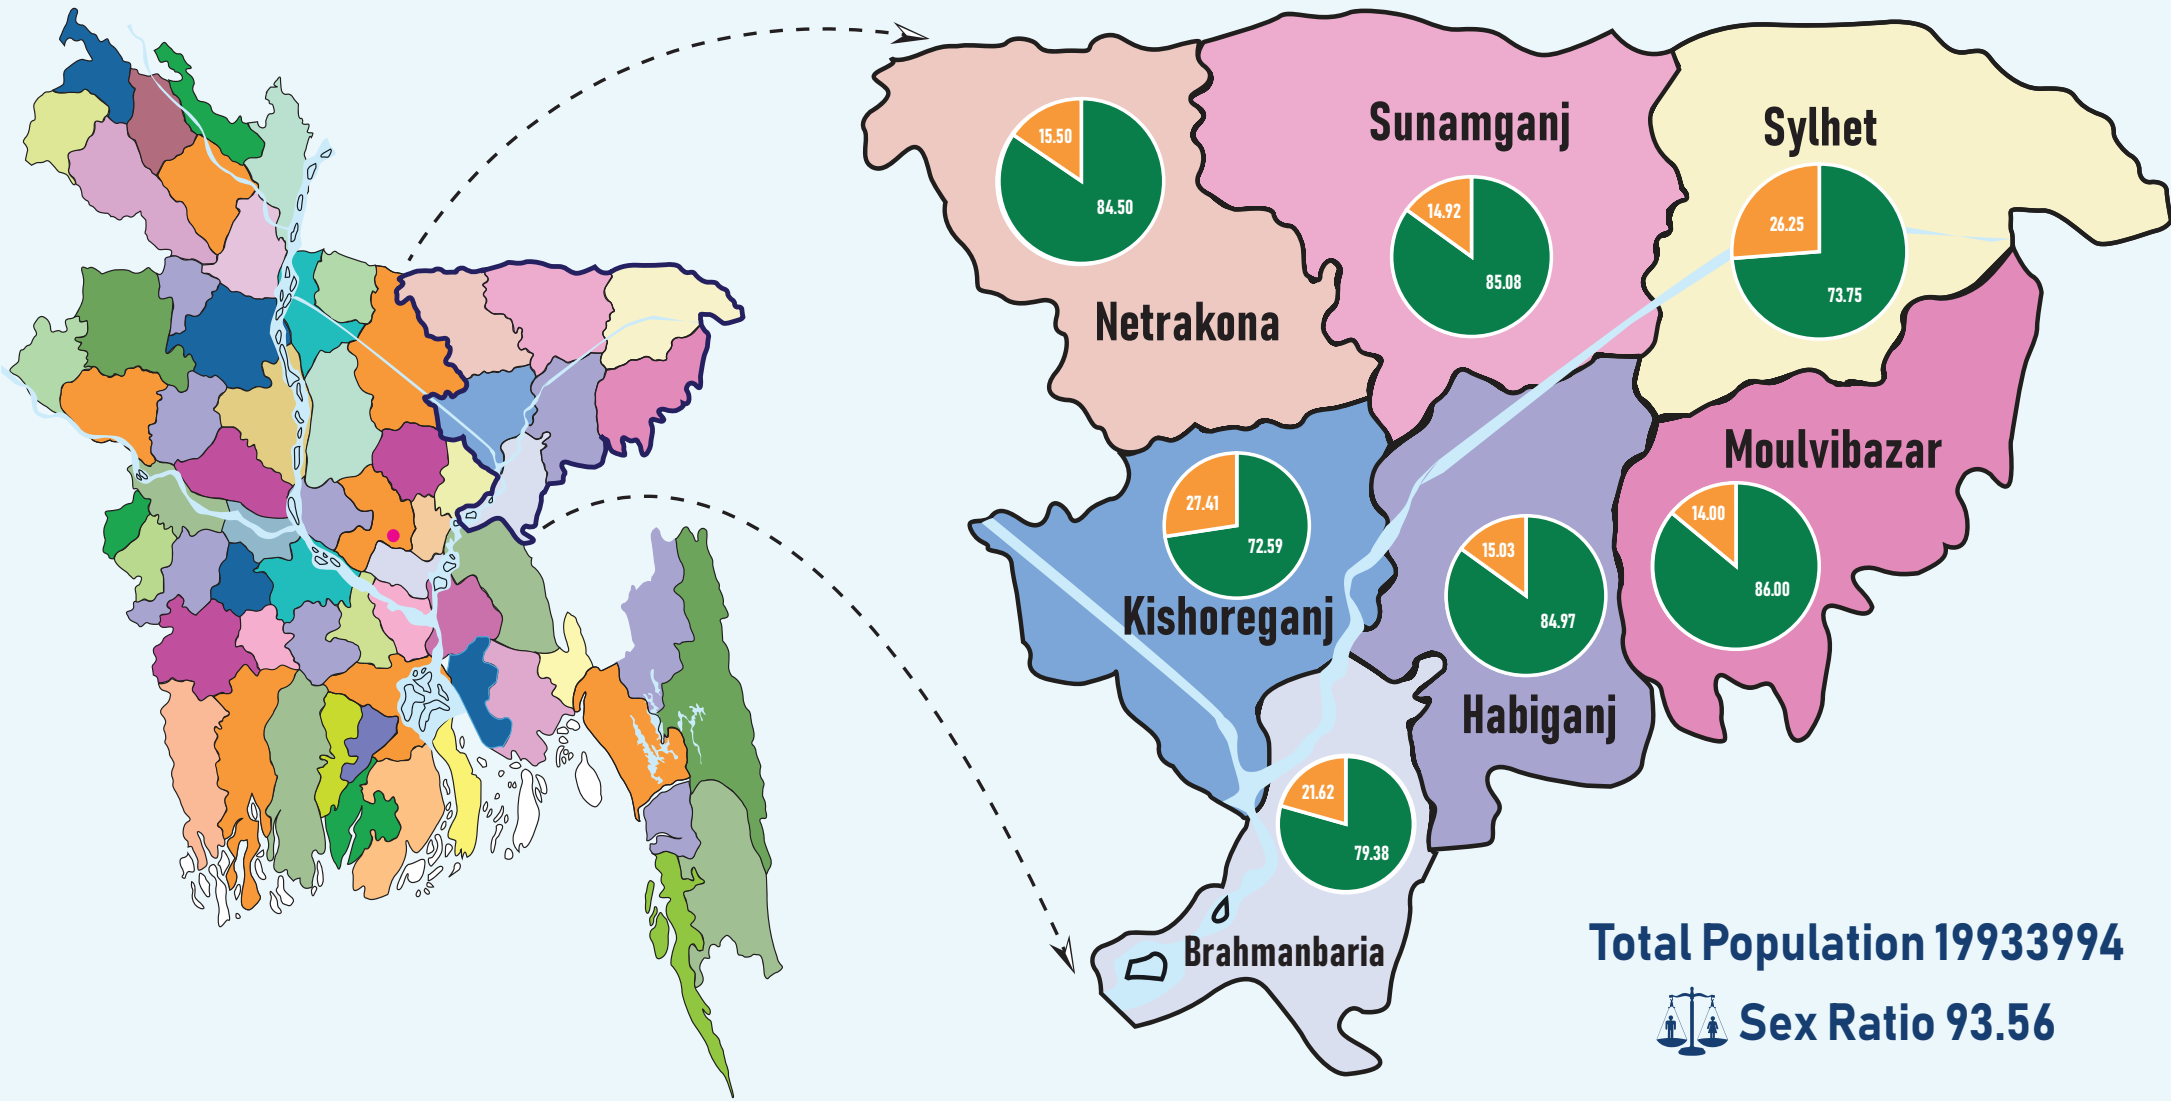 Sunamganj
Sylhet
15.50
84.50
14.92
85.08
26.25
73.75
Netrakona
Moulvibazar
27.41
72.59
14.00
86.00
15.03
84.97
Kishoreganj
Habiganj
21.62
79.38
Brahmanbaria
Total Population 19933994
Sex Ratio 93.56